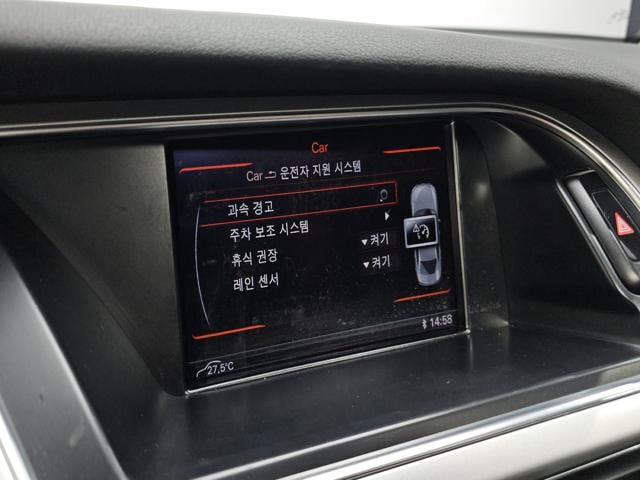 Car
Car ⮌ 운전자 지원 시스템
과속 경고
주차 보조 시스템
휴식 권장 ▼켜기
레인 센서 ▼켜기
14:58
27,5°C